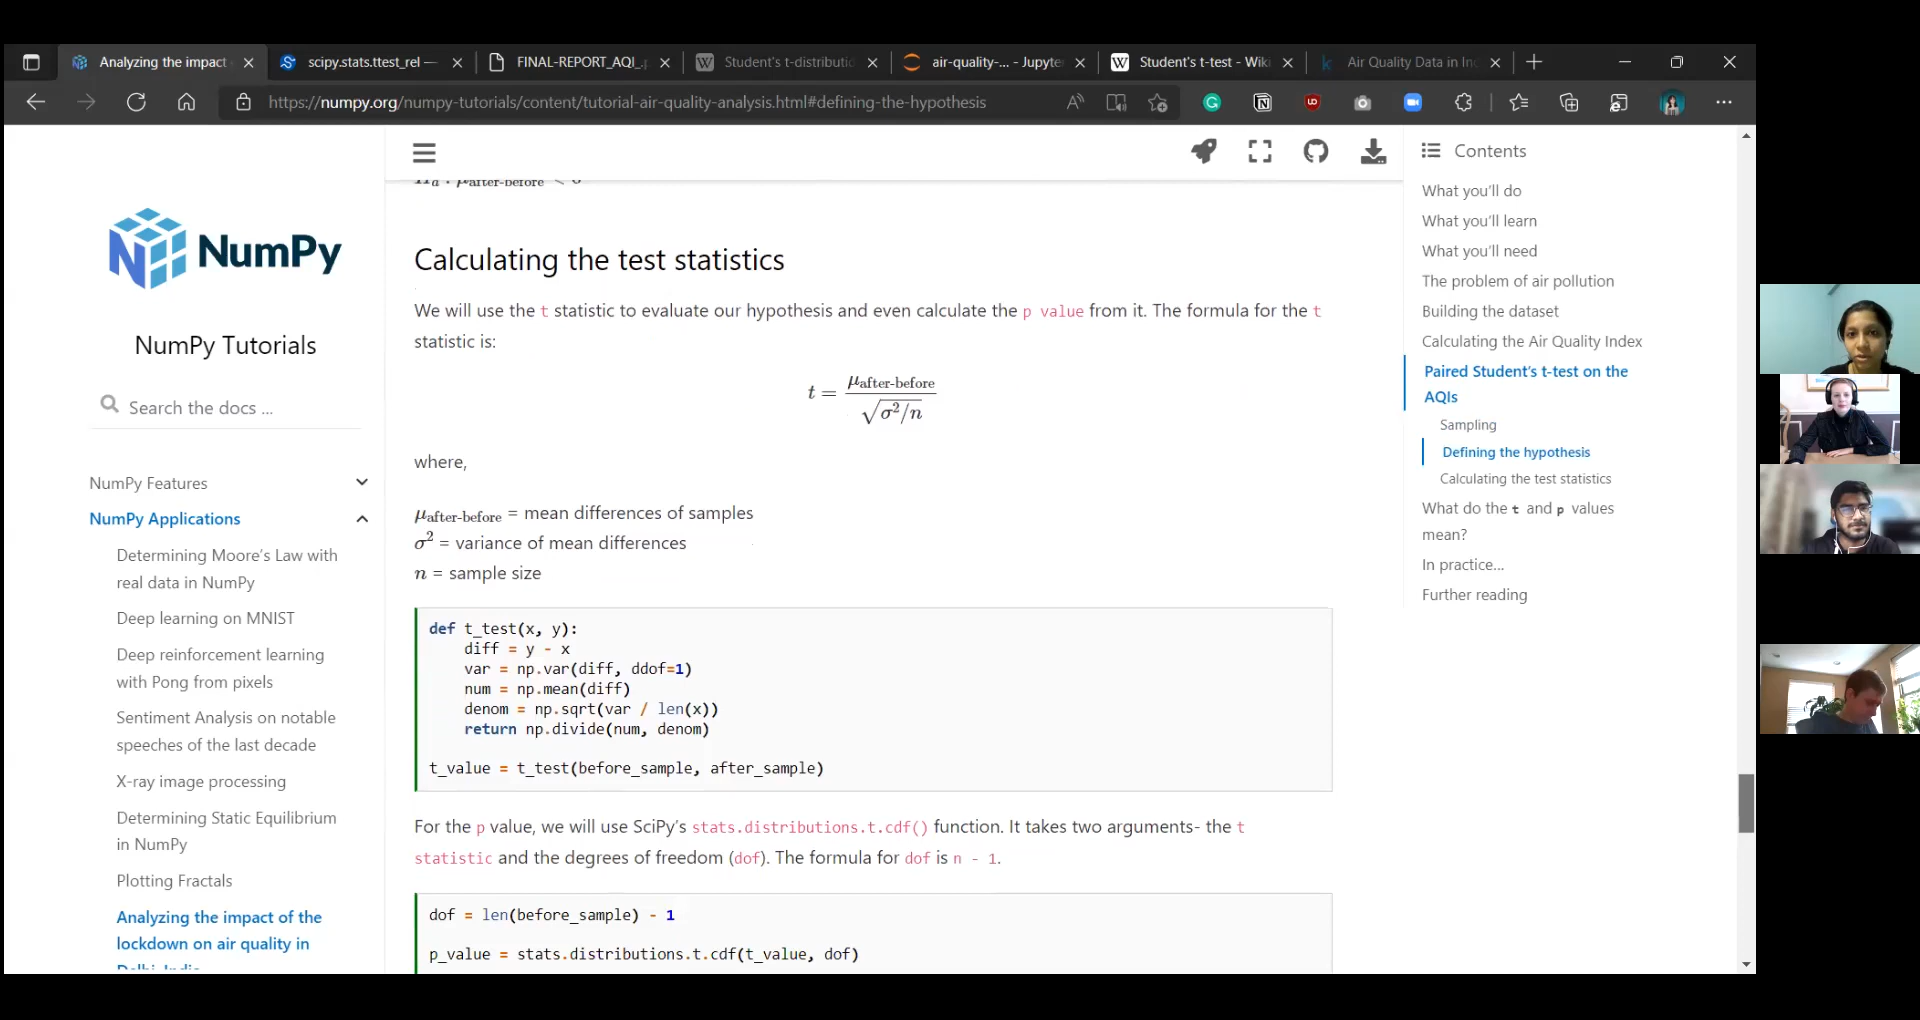 Analyzing the impact
scipy.stats.ttest_rel —
FINAL-REPORT_AQI_.
Student's t-distributio
air-quality-... - Jupyte
Student's t-test - Wiki
Air Quality Data in Ind
https://numpy.org/numpy-tutorials/content/tutorial-air-quality-analysis.html#defining-the-hypothesis
NumPy
NumPy Tutorials
Search the docs ...
NumPy Features
NumPy Applications
Determining Moore's Law with
real data in NumPy
Deep learning on MNIST
Deep reinforcement learning
with Pong from pixels
Sentiment Analysis on notable
speeches of the last decade
X-ray image processing
Determining Static Equilibrium
in NumPy
Plotting Fractals
Analyzing the impact of the
lockdown on air quality in
Delhi, India
Calculating the test statistics
We will use the t statistic to evaluate our hypothesis and even calculate the p value from it. The formula for the t
statistic is:
t = μafter-before / √σ²/n
where,
μafter-before = mean differences of samples
σ² = variance of mean differences
n = sample size
def t_test(x, y):
diff = y - x
var = np.var(diff, ddof=1)
num = np.mean(diff)
denom = np.sqrt(var / len(x))
return np.divide(num, denom)
t_value = t_test(before_sample, after_sample)
For the p value, we will use SciPy's stats.distributions.t.cdf() function. It takes two arguments- the t
statistic and the degrees of freedom (dof). The formula for dof is n - 1.
dof = len(before_sample) - 1
p_value = stats.distributions.t.cdf(t_value, dof)
Contents
What you'll do
What you'll learn
What you'll need
The problem of air pollution
Building the dataset
Calculating the Air Quality Index
Paired Student's t-test on the
AQIs
Sampling
Defining the hypothesis
Calculating the test statistics
What do the t and p values
mean?
In practice...
Further reading